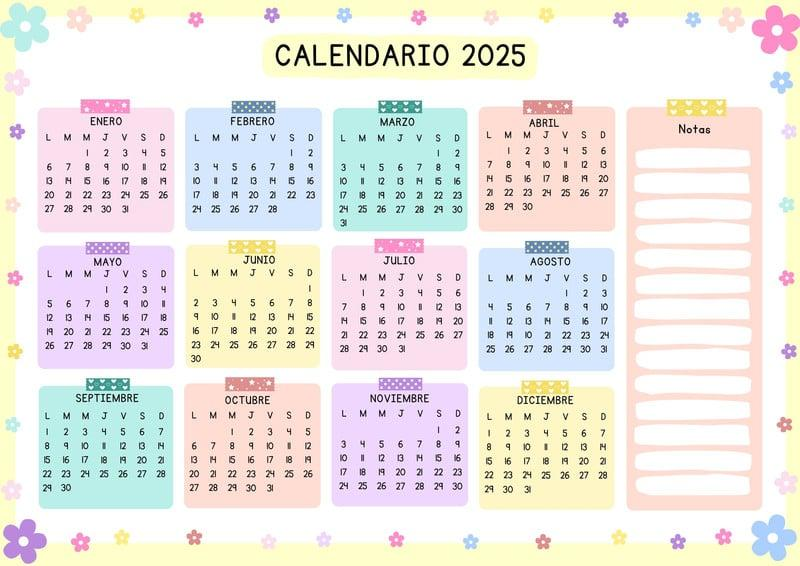 CALENDARIO 2025
ENERO
L M M J V S D
1 2 3 4 5
6 7 8 9 10 11 12
13 14 15 16 17 18 19
20 21 22 23 24 25 26
27 28 29 30 31
FEBRERO
L M M J V S D
1 2
3 4 5 6 7 8 9
10 11 12 13 14 15 16
17 18 19 20 21 22 23
24 25 26 27 28
MARZO
L M M J V S D
1 2
3 4 5 6 7 8 9
10 11 12 13 14 15 16
17 18 19 20 21 22 23
24 25 26 27 28 29 30
31
ABRIL
L M M J V S D
1 2 3 4 5 6
7 8 9 10 11 12 13
14 15 16 17 18 19 20
21 22 23 24 25 26 27
28 29 30
Notas
MAYO
L M M J V S D
1 2 3 4
5 6 7 8 9 10 11
12 13 14 15 16 17 18
19 20 21 22 23 24 25
26 27 28 29 30 31
JUNIO
L M M J V S D
1
2 3 4 5 6 7 8
9 10 11 12 13 14 15
16 17 18 19 20 21 22
23 24 25 26 27 28 29
30
JULIO
L M M J V S D
1 2 3 4 5 6
7 8 9 10 11 12 13
14 15 16 17 18 19 20
21 22 23 24 25 26 27
28 29 30 31
AGOSTO
L M M J V S D
1 2 3
4 5 6 7 8 9 10
11 12 13 14 15 16 17
18 19 20 21 22 23 24
25 26 27 28 29 30 31
SEPTIEMBRE
L M M J V S D
1 2 3 4 5 6 7
8 9 10 11 12 13 14
15 16 17 18 19 20 21
22 23 24 25 26 27 28
29 30
OCTUBRE
L M M J V S D
1 2 3 4 5
6 7 8 9 10 11 12
13 14 15 16 17 18 19
20 21 22 23 24 25 26
27 28 29 30 31
NOVIEMBRE
L M M J V S D
1 2
3 4 5 6 7 8 9
10 11 12 13 14 15 16
17 18 19 20 21 22 23
24 25 26 27 28 29 30
DICIEMBRE
L M M J V S D
1 2 3 4 5 6 7
8 9 10 11 12 13 14
15 16 17 18 19 20 21
22 23 24 25 26 27 28
29 30 31